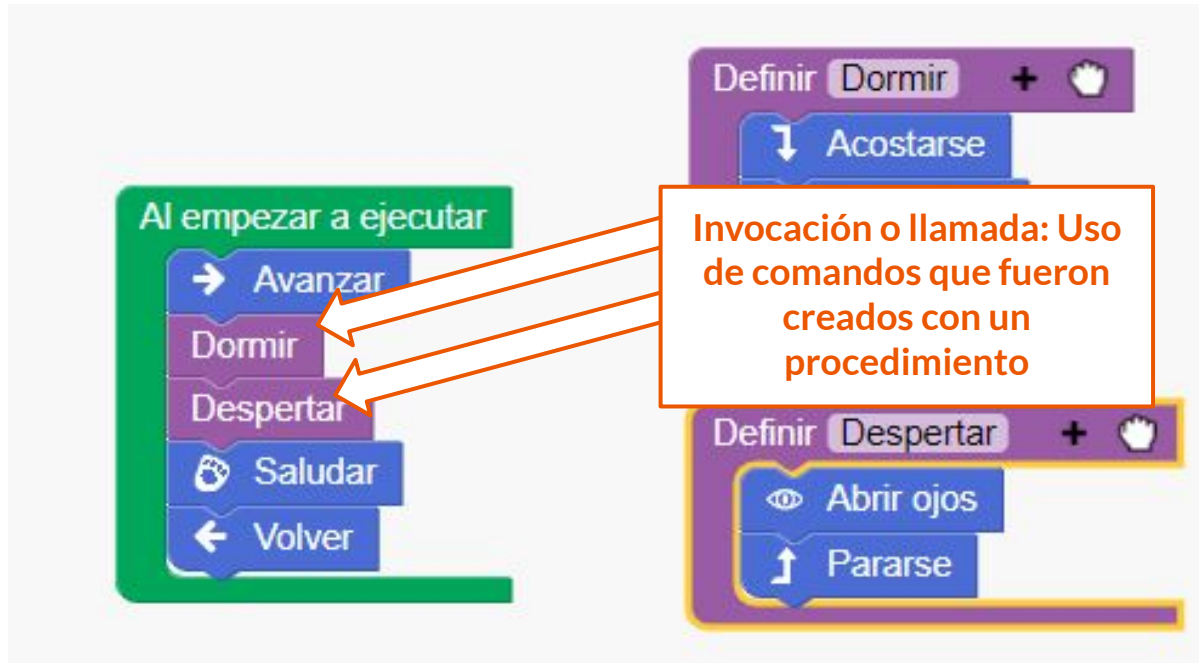 Al empezar a ejecutar
Avanzar
Dormir
Despertar
Saludar
Volver
Definir Dormir +
Acostarse
Invocación o llamada: Uso
de comandos que fueron
creados con un
procedimiento
Definir Despertar +
Abrir ojos
Pararse